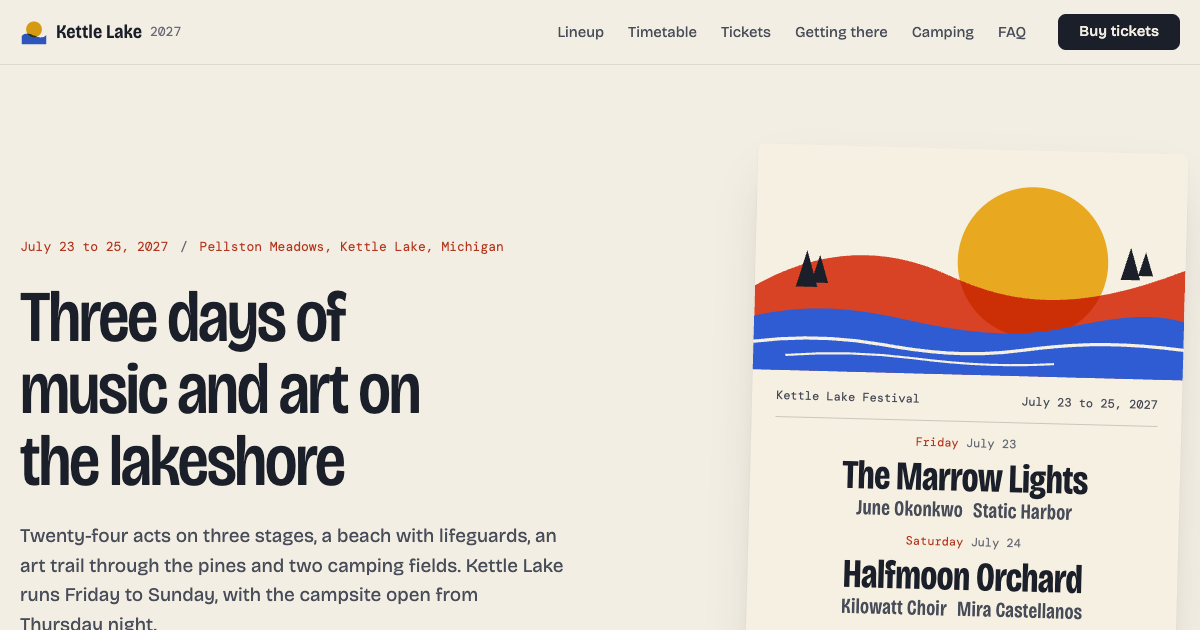 Kettle Lake 2027
Lineup Timetable Tickets Getting there Camping FAQ Buy tickets
July 23 to 25, 2027 / Pellston Meadows, Kettle Lake, Michigan
Three days of
music and art on
the lakeshore
Twenty-four acts on three stages, a beach with lifeguards, an
art trail through the pines and two camping fields. Kettle Lake
runs Friday to Sunday, with the campsite open from
Thursday night.
Kettle Lake Festival July 23 to 25, 2027
Friday July 23
The Marrow Lights
June Okonkwo Static Harbor
Saturday July 24
Halfmoon Orchard
Kilowatt Choir Mira Castellanos